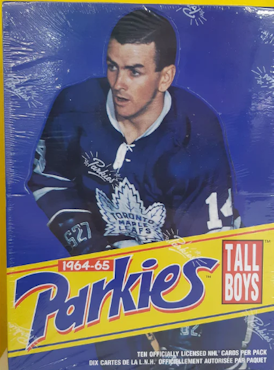 Parkies
TORONTO
MAPLE
LEAFS
14
1964-65
Parkies
TALL
BOYS
TEN OFFICIALLY LICENSED NHL CARDS PER PACK
DIX CARTES DE LA L.N.H. OFFICIELLEMENT AUTORISÉE PAR PAQUET